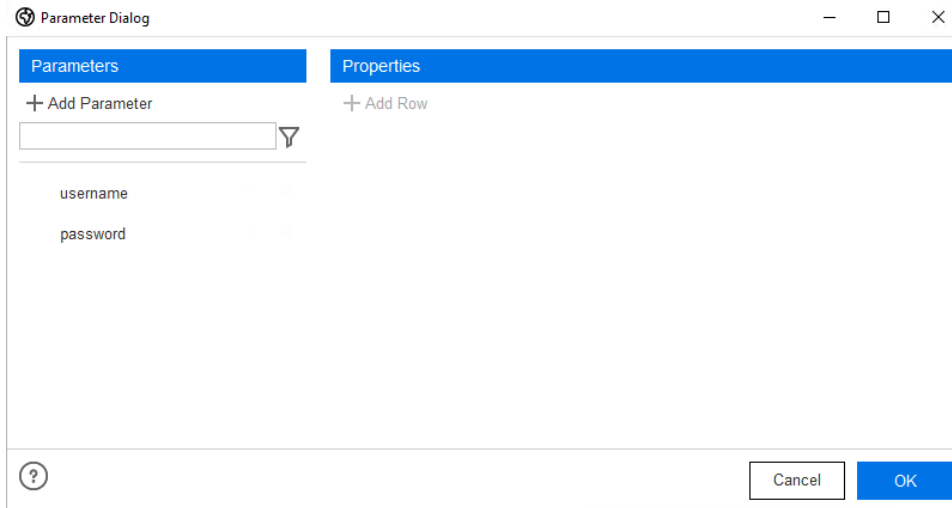 Parameter Dialog
Parameters
Properties
Add Parameter
Add Row
username
password
?
Cancel
OK